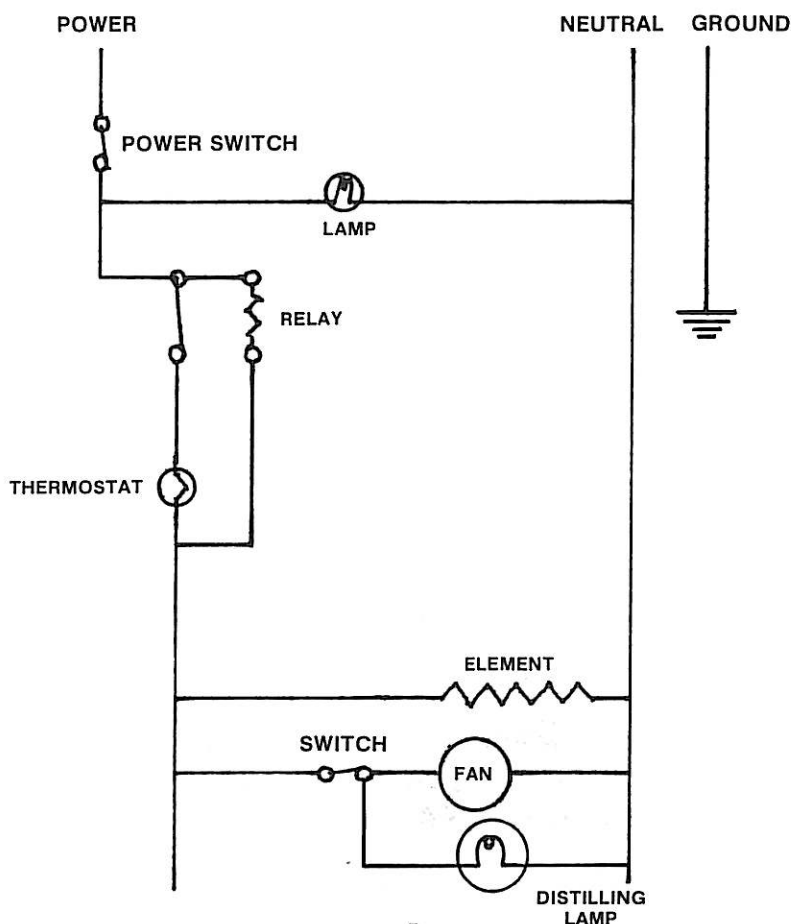 POWER
NEUTRAL GROUND
POWER SWITCH
LAMP
RELAY
THERMOSTAT
ELEMENT
SWITCH
FAN
DISTILLING
LAMP